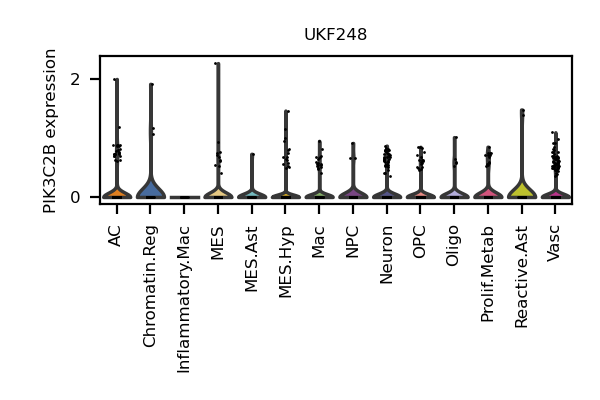 UKF248
PIK3C2B expression
2
0
AC
Chromatin.Reg
Inflammatory.Mac
MES
MES.Ast
MES.Hyp
Mac
NPC
Neuron
OPC
Oligo
Prolif.Metab
Reactive.Ast
Vasc